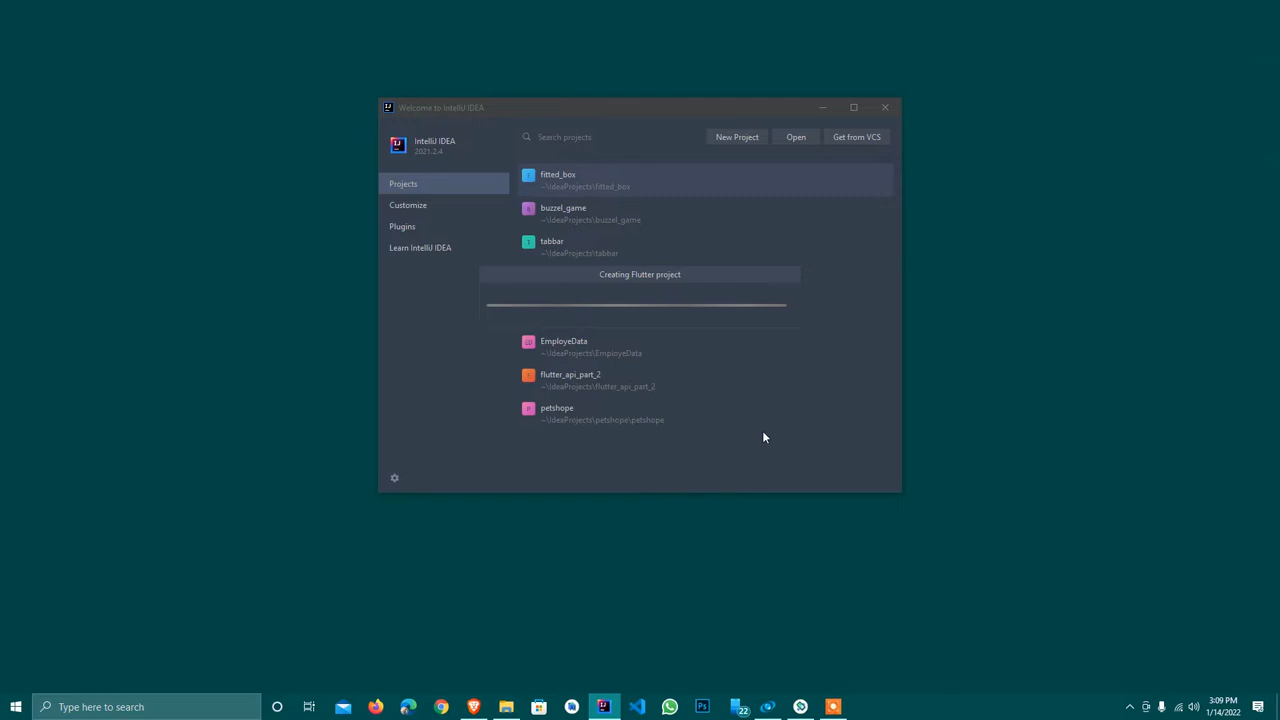 Welcome to IntelliJ IDEA
IntelliJ IDEA
2021.2.4
Search projects
New Project
Open
Get from VCS
Projects
Customize
Plugins
Learn IntelliJ IDEA
fitted_box
~\IdeaProjects\fitted_box
buzzel_game
~\IdeaProjects\buzzel_game
tabbar
~\IdeaProjects\tabbar
Creating Flutter project
EmployeData
~\IdeaProjects\EmployeData
flutter_api_part_2
~\IdeaProjects\flutter_api_part_2
petshope
~\IdeaProjects\petshope\petshope
Type here to search
22
3:09 PM
1/14/2022